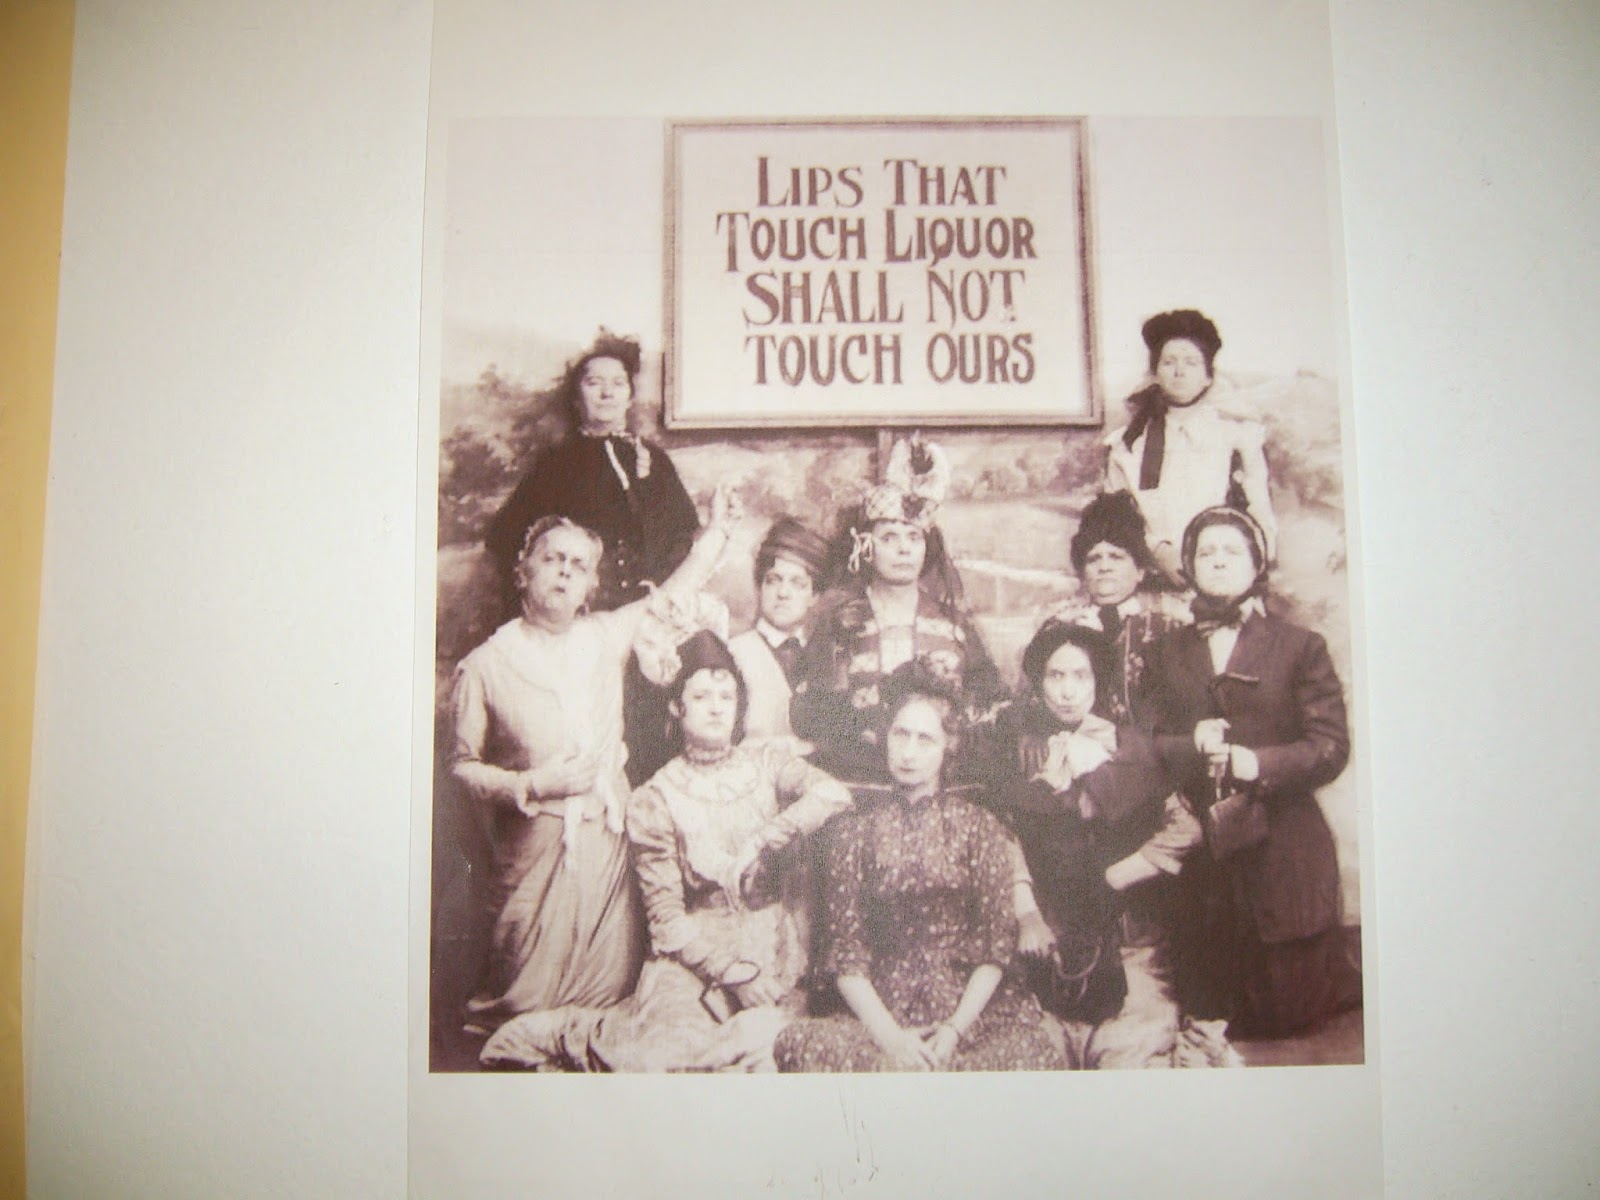 LIPS THAT
TOUCH LIQUOR
SHALL NOT
TOUCH OURS